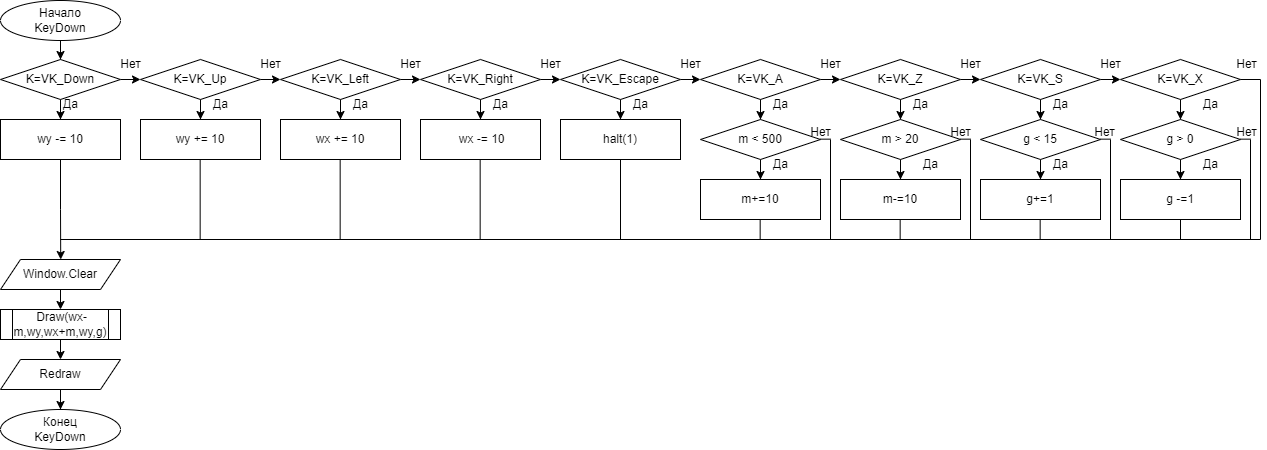 Начало
KeyDown
Нет
Нет
Нет
Нет
Нет
Нет
Нет
Нет
Нет
K=VK_Down
K=VK_Up
K=VK_Left
K=VK_Right
K=VK_Escape
K=VK_A
K=VK_Z
K=VK_S
K=VK_X
Да
Да
Да
Да
Да
Да
Да
Да
Да
wy -= 10
wy += 10
wx += 10
wx -= 10
halt(1)
m < 500
Нет
m > 20
Нет
g < 15
Нет
g > 0
Нет
Да
Да
Да
Да
m+=10
m-=10
g+=1
g -=1
Window.Clear
Draw(wx-
m,wy,wx+m,wy,g)
Redraw
Конец
KeyDown